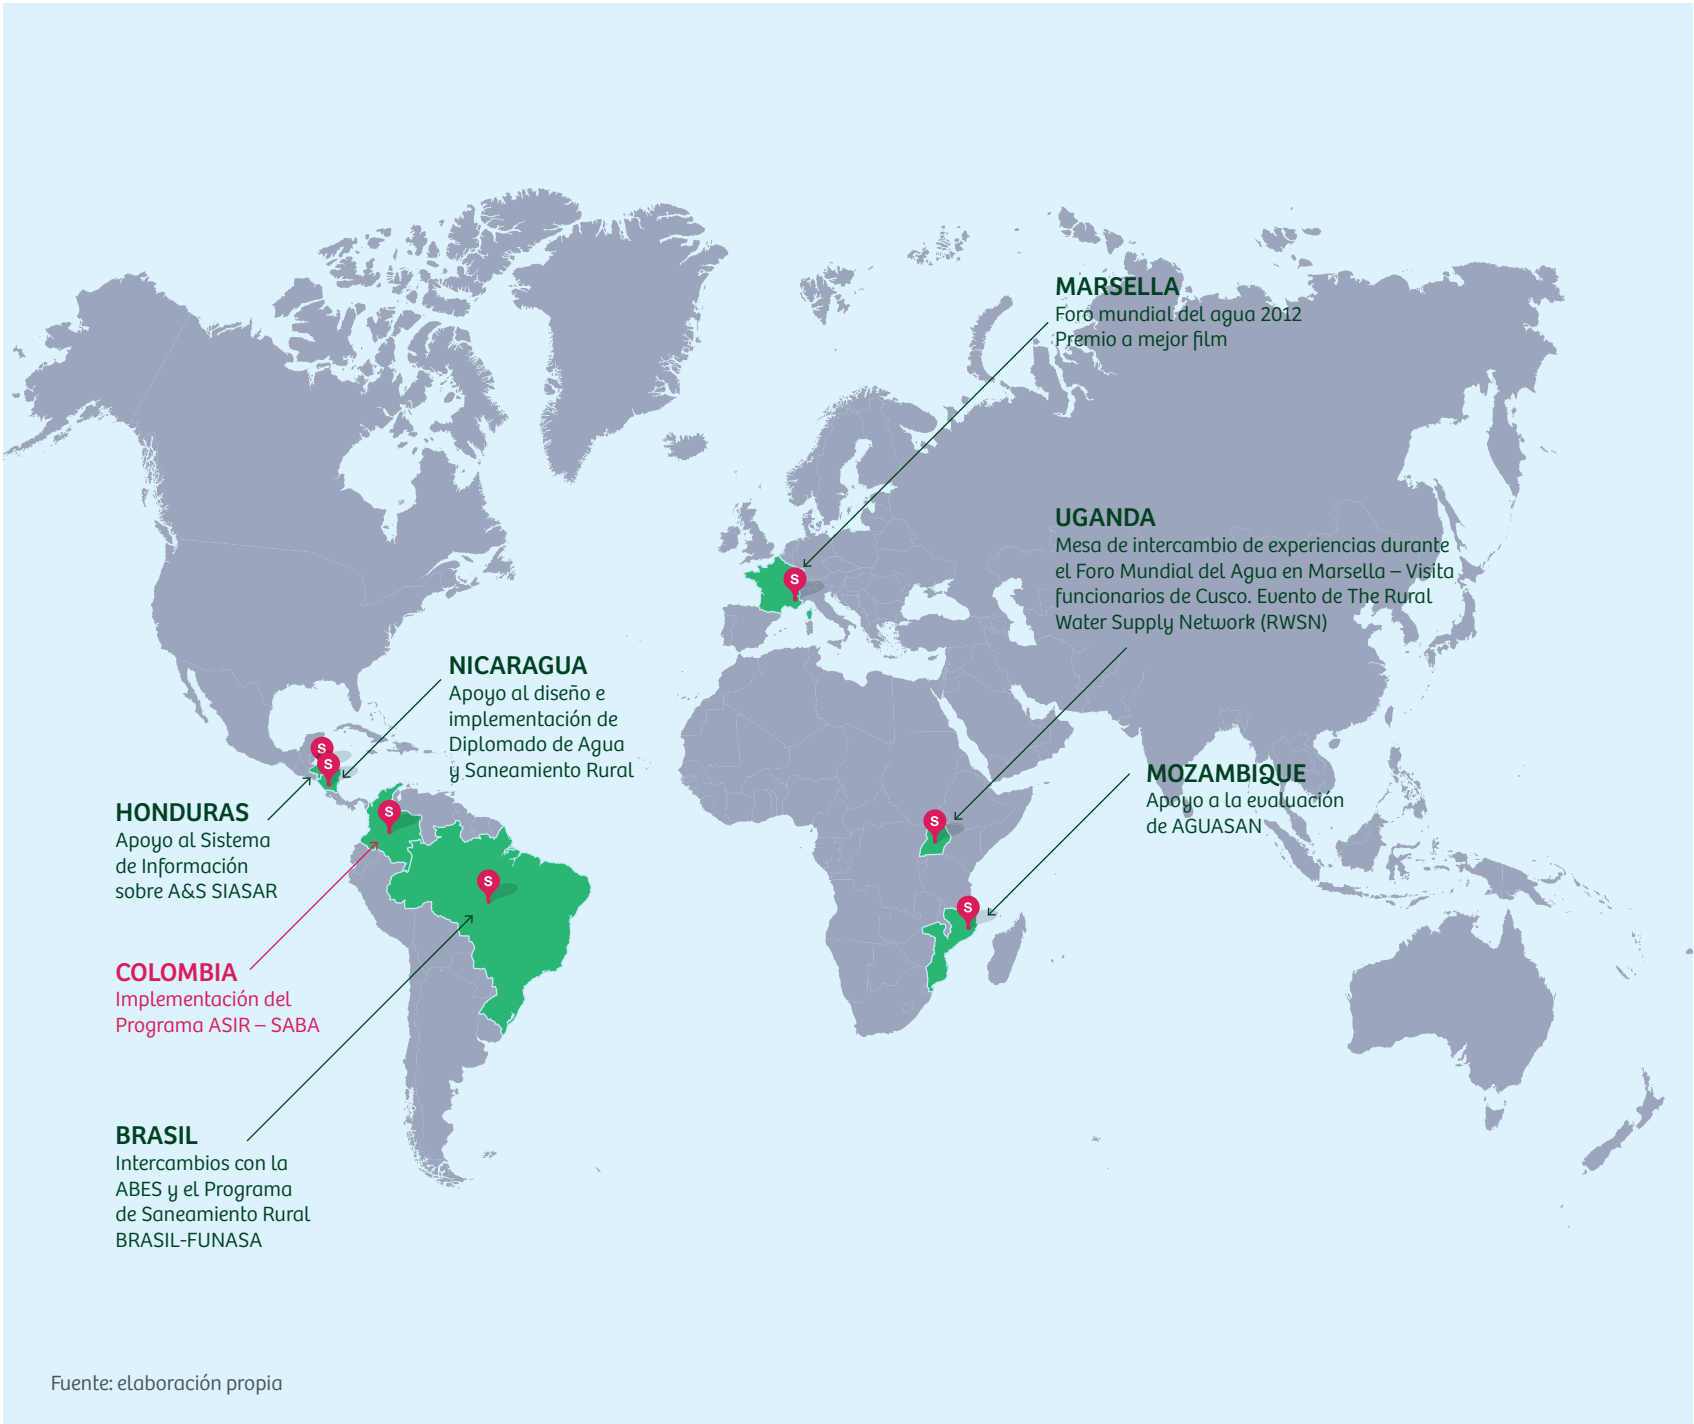 MARSELLA
Foro mundial del agua 2012
Premio a mejor film
UGANDA
Mesa de intercambio de experiencias durante
el Foro Mundial del Agua en Marsella – Visita
funcionarios de Cusco. Evento de The Rural
Water Supply Network (RWSN)
NICARAGUA
Apoyo al diseño e
implementación de
Diplomado de Agua
y Saneamiento Rural
MOZAMBIQUE
Apoyo a la evaluación
de AGUASAN
HONDURAS
Apoyo al Sistema
de Información
sobre A&S SIASAR
COLOMBIA
Implementación del
Programa ASIR – SABA
BRASIL
Intercambios con la
ABES y el Programa
de Saneamiento Rural
BRASIL-FUNASA
S
S
S
S
S
S
S
Fuente: elaboración propia